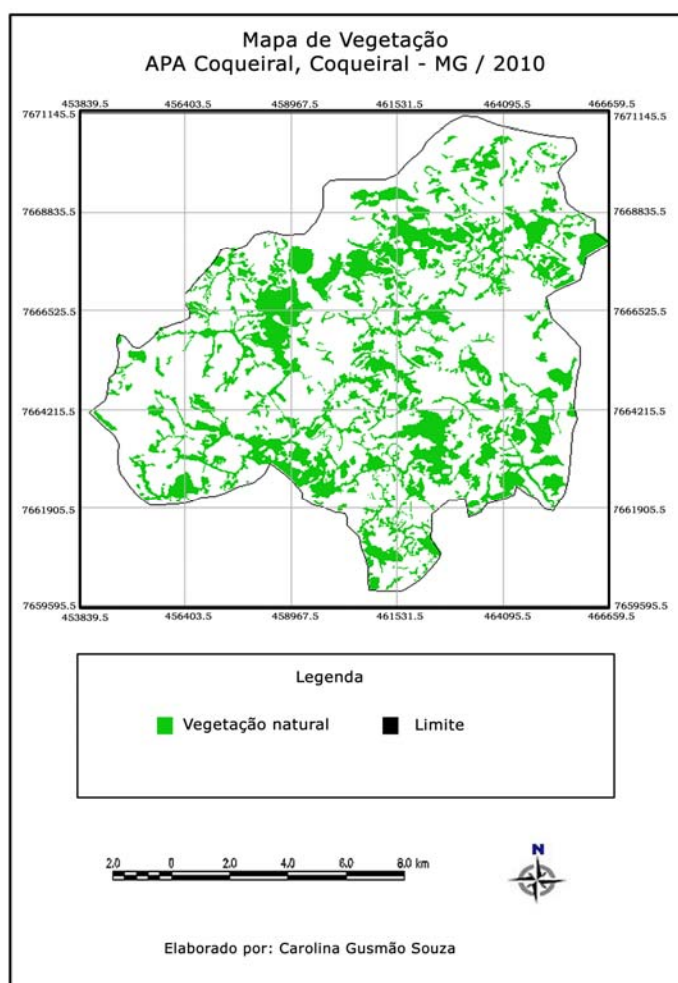 Mapa de Vegetação
APA Coqueiral, Coqueiral - MG / 2010
453839.5 456403.5 458967.5 461531.5 464095.5 466659.5
7671145.5 7671145.5
7668835.5 7668835.5
7666525.5 7666525.5
7664215.5 7664215.5
7661905.5 7661905.5
7659595.5 7659595.5
453839.5 456403.5 458967.5 461531.5 464095.5 466659.5
Legenda
Vegetação natural Limite
2.0 0 2.0 4.0 6.0 8.0 km
N
Elaborado por: Carolina Gusmão Souza